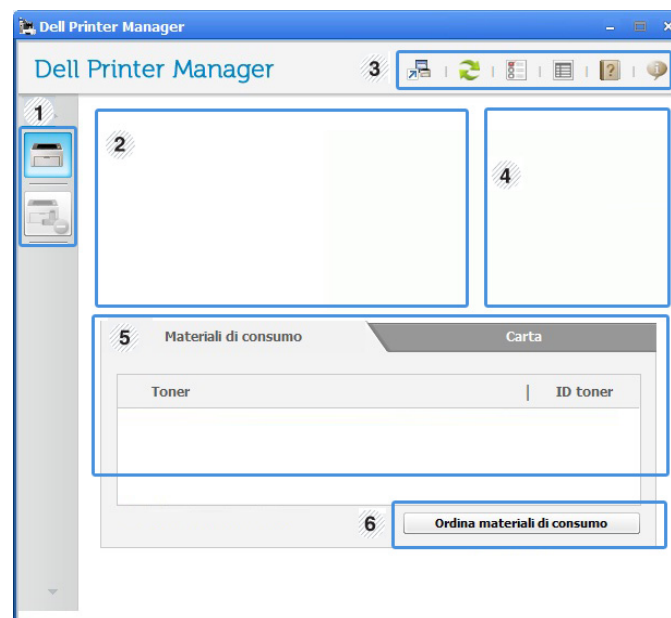 Dell Printer Manager
Dell Printer Manager
3
1
2
4
5 Materiali di consumo Carta
Toner | ID toner
6 Ordina materiali di consumo